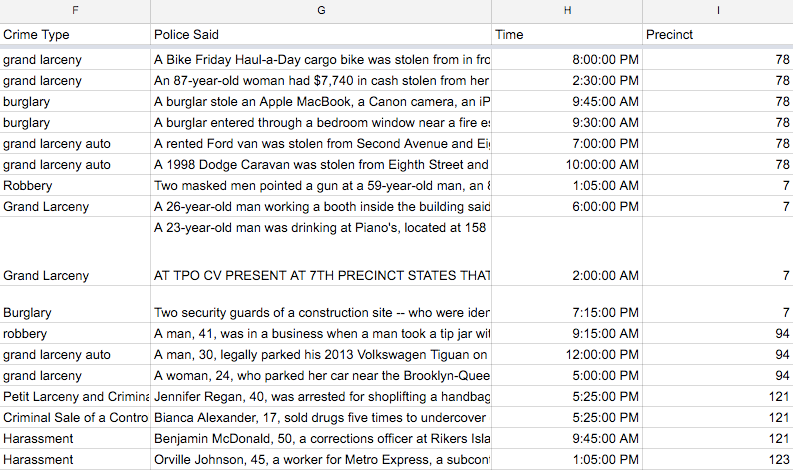 F G H I
Crime Type Police Said Time Precinct
grand larceny A Bike Friday Haul-a-Day cargo bike was stolen from in fro 8:00:00 PM 78
grand larceny An 87-year-old woman had $7,740 in cash stolen from her 2:30:00 PM 78
burglary A burglar stole an Apple MacBook, a Canon camera, an iP 9:45:00 AM 78
burglary A burglar entered through a bedroom window near a fire es 9:30:00 AM 78
grand larceny auto A rented Ford van was stolen from Second Avenue and Eig 7:00:00 PM 78
grand larceny auto A 1998 Dodge Caravan was stolen from Eighth Street and 10:00:00 AM 78
Robbery Two masked men pointed a gun at a 59-year-old man, an 8 1:05:00 AM 7
Grand Larceny A 26-year-old man working a booth inside the building said 6:00:00 PM 7
A 23-year-old man was drinking at Piano's, located at 158
Grand Larceny AT TPO CV PRESENT AT 7TH PRECINCT STATES THAT 2:00:00 AM 7
Burglary Two security guards of a construction site -- who were iden 7:15:00 PM 7
robbery A man, 41, was in a business when a man took a tip jar wit 9:15:00 AM 94
grand larceny auto A man, 30, legally parked his 2013 Volkswagen Tiguan on 12:00:00 PM 94
grand larceny A woman, 24, who parked her car near the Brooklyn-Quee 5:00:00 PM 94
Petit Larceny and Crimina Jennifer Regan, 40, was arrested for shoplifting a handbag 5:25:00 PM 121
Criminal Sale of a Contro Bianca Alexander, 17, sold drugs five times to undercover 5:25:00 PM 121
Harassment Benjamin McDonald, 50, a corrections officer at Rikers Isla 9:45:00 AM 121
Harassment Orville Johnson, 45, a worker for Metro Express, a subcont 1:05:00 PM 123